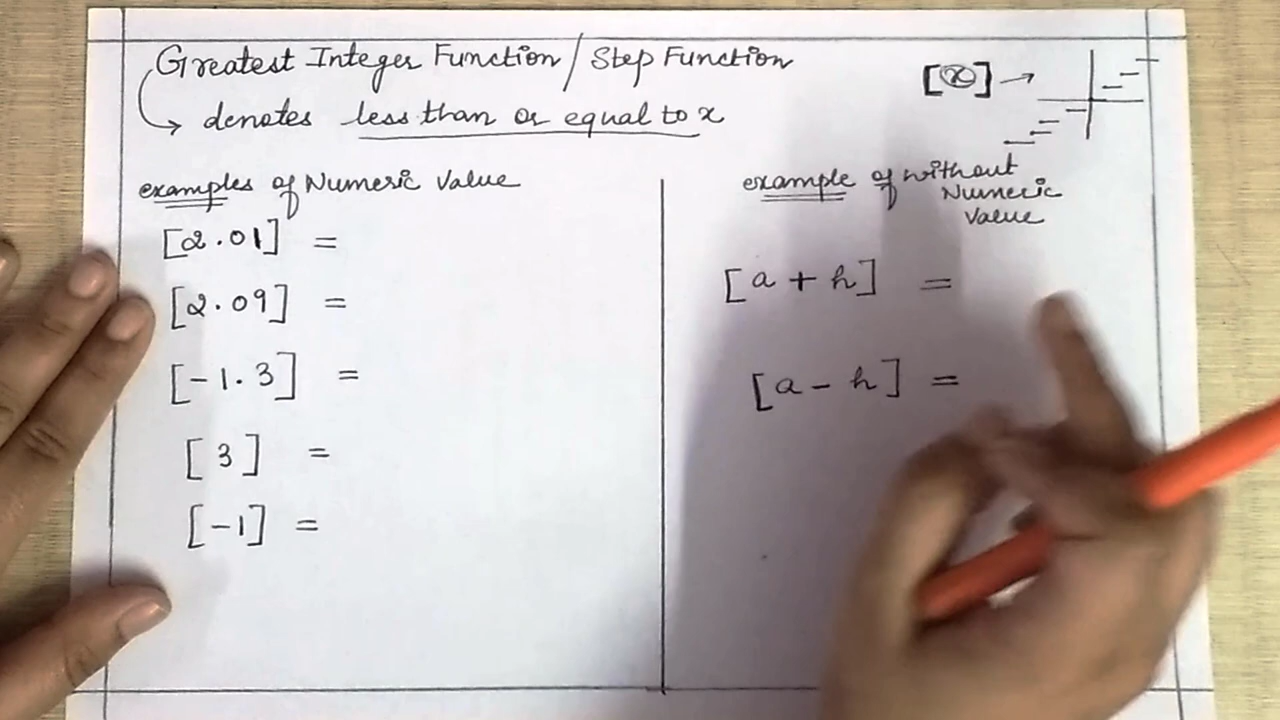 Greatest Integer Function / Step Function
[x] →
→ denotes less than or equal to x
examples of Numeric Value
[2.01] =
[2.09] =
[-1.3] =
[3] =
[-1] =
example of without
Numeric
Value
[a + h] =
[a - h] =